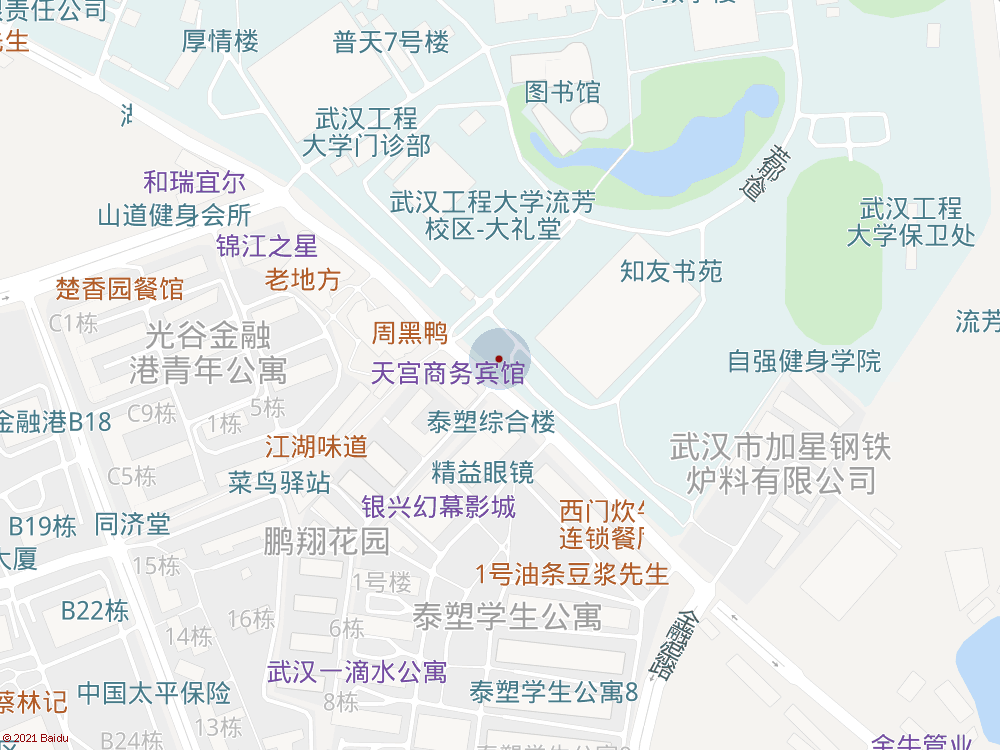 责任公司
先生
厚情楼
普天7号楼
图书馆
武汉工程
大学门诊部
和瑞宜尔
山道健身会所
武汉工程大学流芳
校区-大礼堂
武汉工程
大学保卫处
锦江之星
老地方
知友书苑
楚香园餐馆
C1栋
光谷金融
港青年公寓
周黑鸭
流芳
天宫商务宾馆
自强健身学院
C9栋
5栋
1栋
金融港B18
泰塑综合楼
江湖味道
武汉市加星钢铁
炉料有限公司
C5栋
菜鸟驿站
精益眼镜
银兴幻幕影城
西门炊
连锁餐
B19栋
同济堂
鹏翔花园
大厦
15栋
1号楼
1号油条豆浆先生
B22栋
16栋
泰塑学生公寓
14栋
6栋
金融港路
武汉一滴水公寓
蔡林记
中国太平保险
8栋
泰塑学生公寓8
13栋
B24栋
金牛管业
© 2021 Baidu